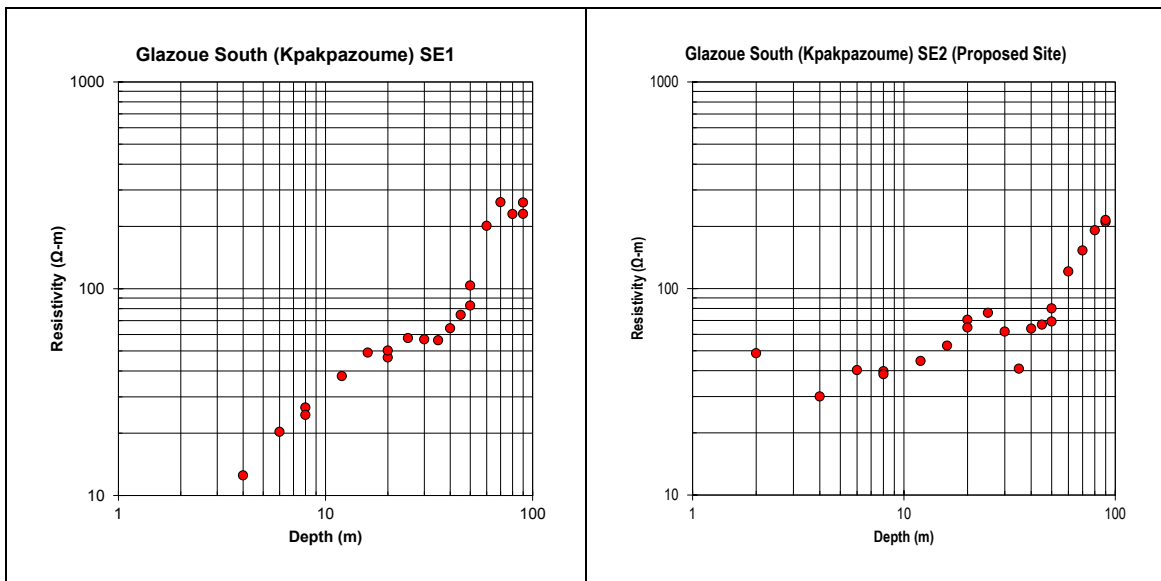 Glazoue South (Kpakpazoume) SE1
1000
100
10
Resistivity (Ω-m)
1
10
100
Depth (m)
Glazoue South (Kpakpazoume) SE2 (Proposed Site)
1000
100
10
Resistivity (Ω-m)
1
10
100
Depth (m)